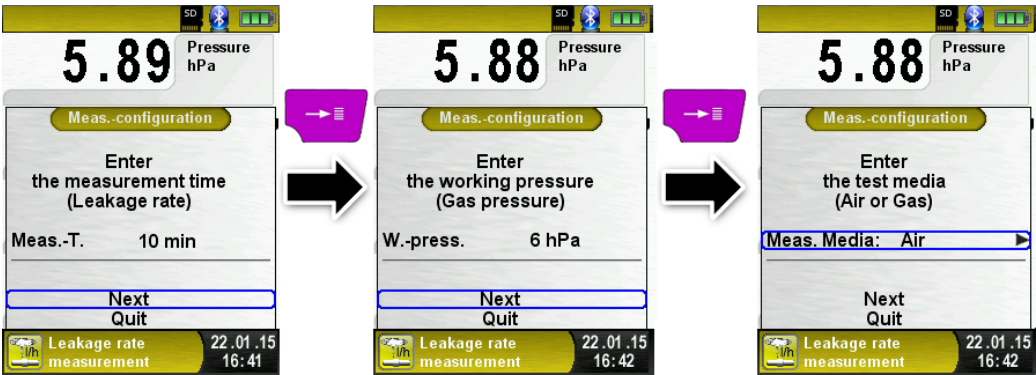 SD
5.89
Pressure
hPa
Meas.-configuration
Enter
the measurement time
(Leakage rate)
Meas.-T. 10 min
Next
Quit
l/h
Leakage rate
measurement
22.01.15
16:41
SD
5.88
Pressure
hPa
Meas.-configuration
Enter
the working pressure
(Gas pressure)
W.-press. 6 hPa
Next
Quit
l/h
Leakage rate
measurement
22.01.15
16:42
SD
5.88
Pressure
hPa
Meas.-configuration
Enter
the test media
(Air or Gas)
Meas. Media: Air
Next
Quit
l/h
Leakage rate
measurement
22.01.15
16:42